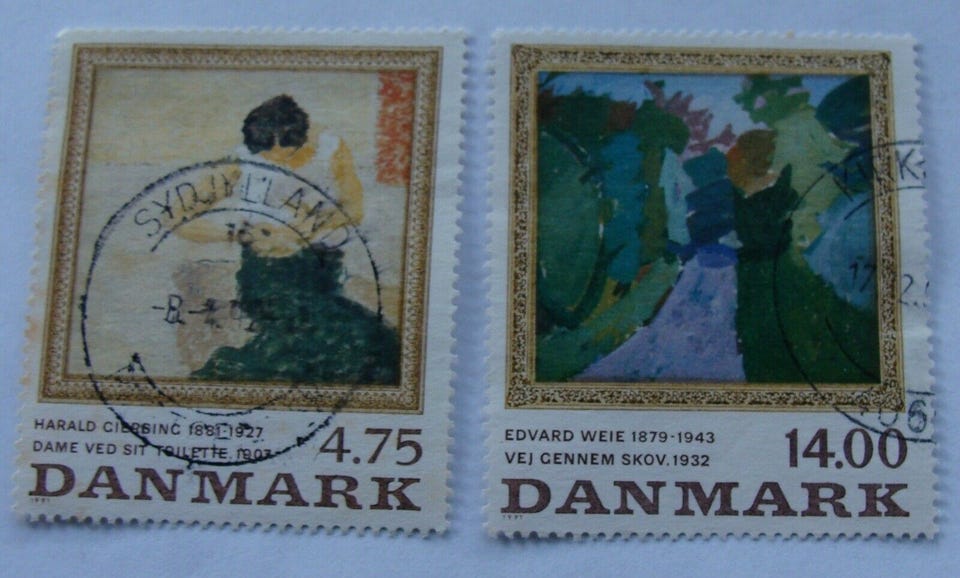 HARALD GIERSING 1881-1927
DAME VED SIT TOILETTE. 1907
4.75
DANMARK
1991
SYDJYLLAND
EDVARD WEIE 1879-1943
VEJ GENNEM SKOV. 1932
14.00
DANMARK
1991